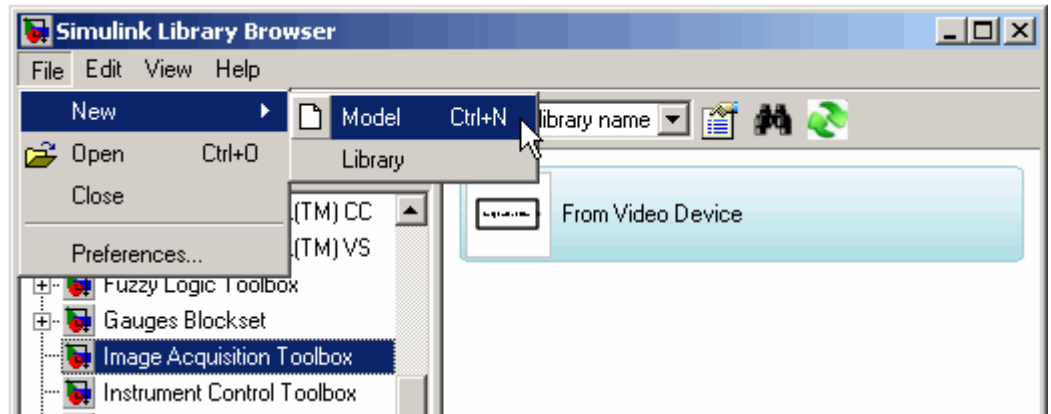 Simulink Library Browser
File Edit View Help
New
Model Ctrl+N
library name
Open Ctrl+O
Library
Close
Preferences...
(TM) CC
(TM) VS
From Video Device
Fuzzy Logic Toolbox
Gauges Blockset
Image Acquisition Toolbox
Instrument Control Toolbox